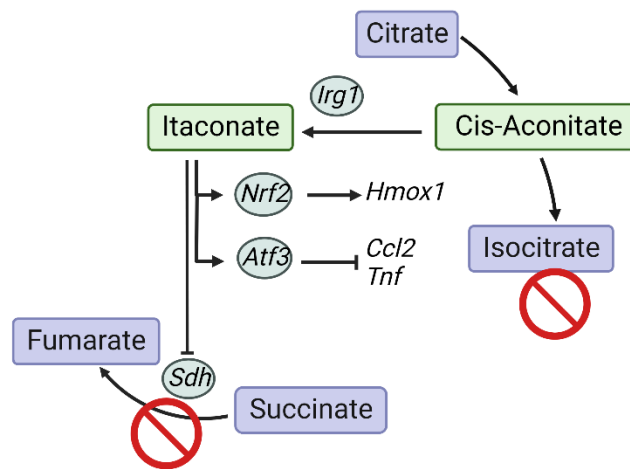 Citrate
Irg1
Itaconate
Cis-Aconitate
Nrf2
Hmox1
Atf3
Ccl2
Tnf
Isocitrate
Fumarate
Sdh
Succinate